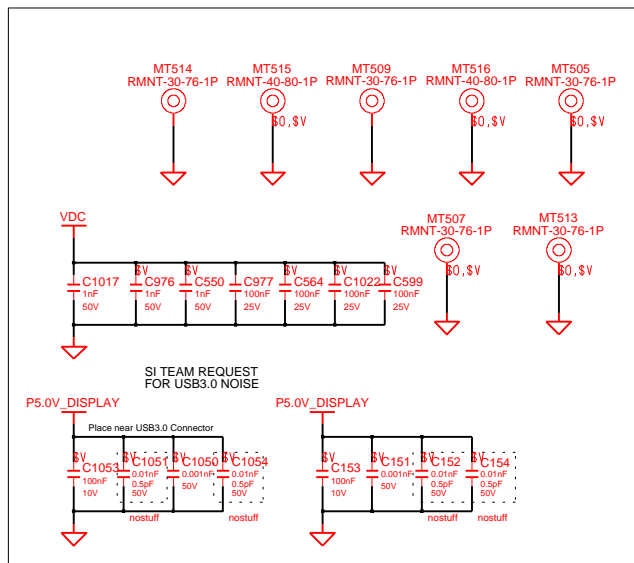 MT514
RMNT-30-76-1P
MT515
RMNT-40-80-1P
$O,$V
MT509
RMNT-30-76-1P
MT516
RMNT-40-80-1P
$O,$V
MT505
RMNT-30-76-1P
$O,$V
MT507
RMNT-30-76-1P
$O,$V
MT513
RMNT-30-76-1P
$O,$V
VDC
C1017
1nF
50V
$V
C976
1nF
50V
$V
C550
1nF
50V
C977
100nF
25V
$V
C564
100nF
25V
$V
C1022
100nF
25V
$V
C599
100nF
25V
SI TEAM REQUEST
FOR USB3.0 NOISE
P5.0V_DISPLAY
Place near USB3.0 Connector
$V
C1053
100nF
10V
$V
C1051
0.01nF
0.5pF
50V
nostuff
$V
C1050
0.001nF
50V
$V
C1054
0.01nF
0.5pF
50V
nostuff
P5.0V_DISPLAY
C153
100nF
10V
$V
C151
0.001nF
50V
$V
C152
0.01nF
0.5pF
50V
nostuff
$V
C154
0.01nF
0.5pF
50V
nostuff